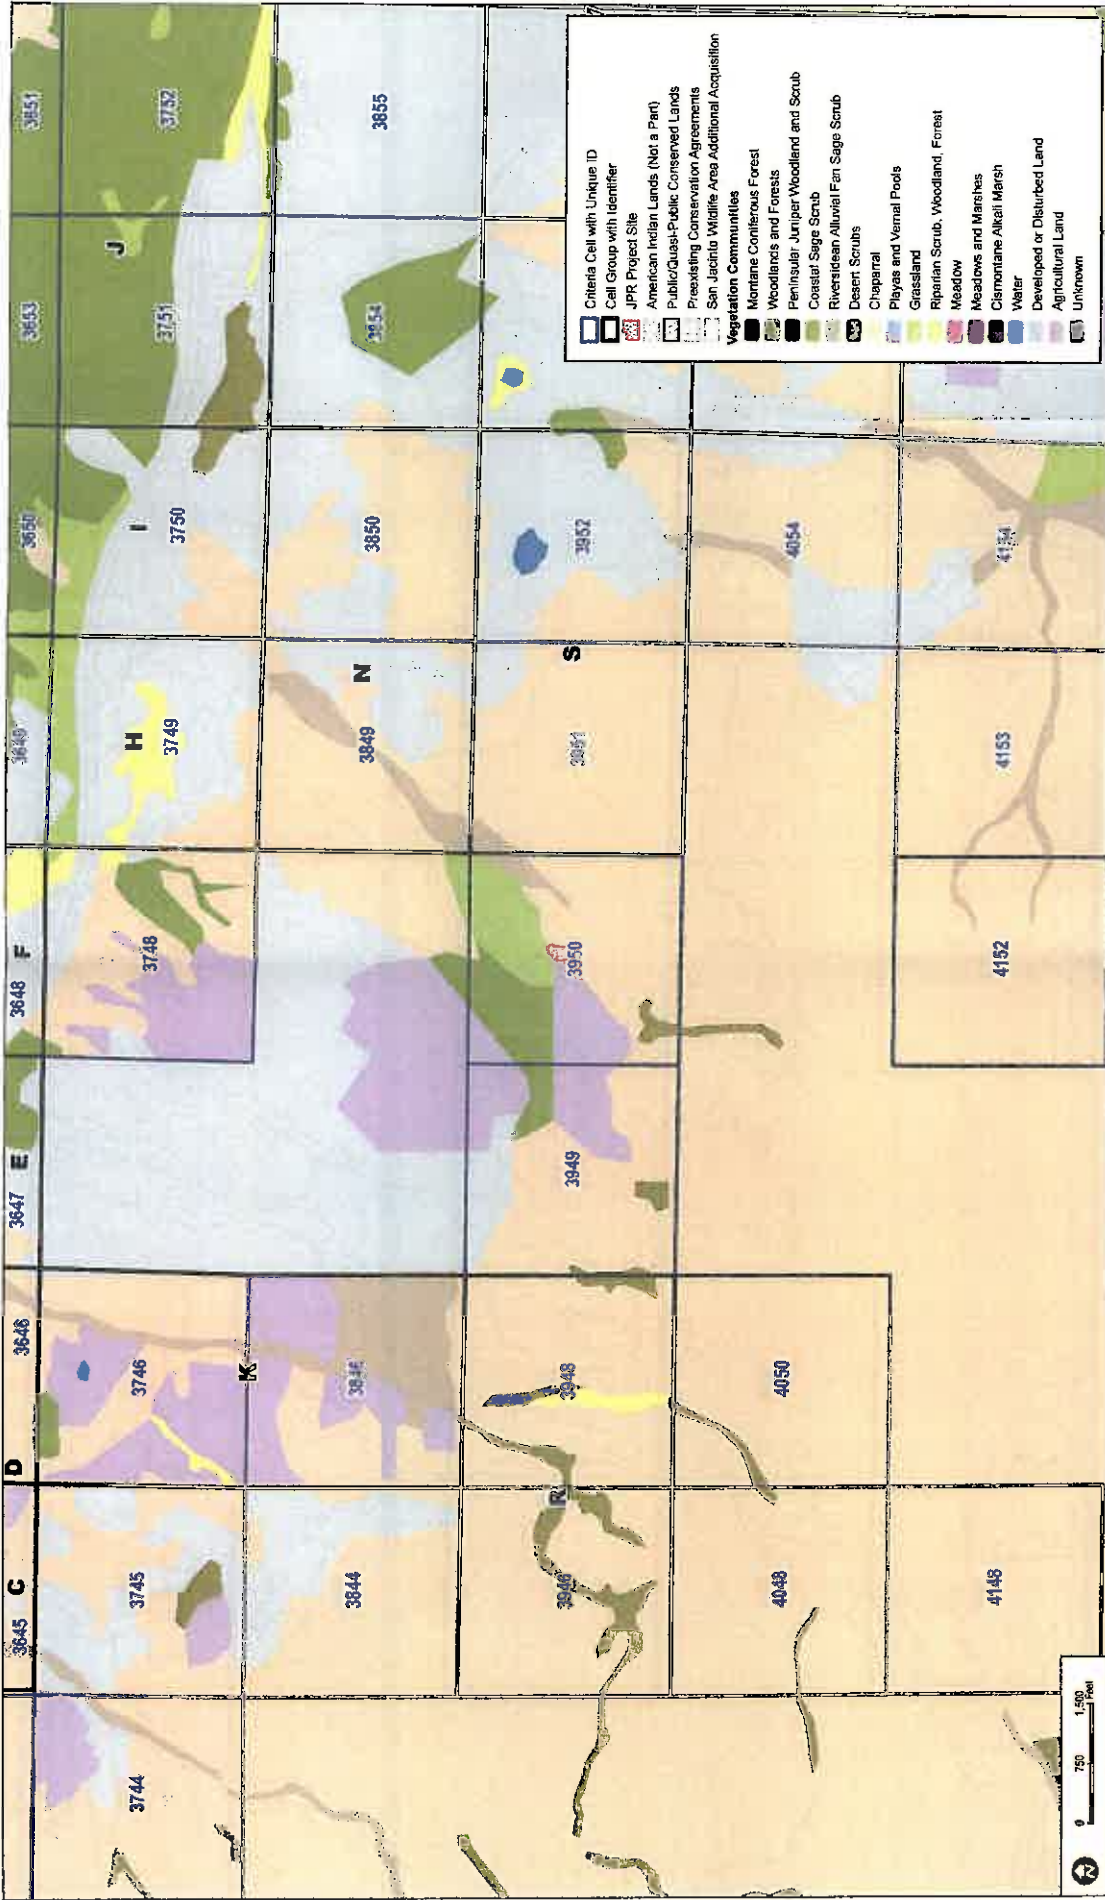 3645
C
D
3646
3647
E
3648
F
3649
3650
3653
3651
3744
3745
3746
3748
H
3749
I
3750
3751
J
3752
K
3844
N
3849
3850
3854
3855
R
3946
3948
3949
3950
3951
S
3952
4048
4050
4054
4148
4152
4153
4154
Criteria Cell with Unique ID
Cell Group with Identifier
JPR Project Site
American Indian Lands (Not a Part)
Public/Quasi-Public Conserved Lands
Preexisting Conservation Agreements
San Jacinto Wildlife Area Additional Acquisition
Vegetation Communities
Montane Coniferous Forest
Woodlands and Forests
Peninsular Juniper Woodland and Scrub
Coastal Sage Scrub
Riversidean Alluvial Fan Sage Scrub
Desert Scrubs
Chaparral
Playas and Vernal Pools
Grassland
Riparian Scrub, Woodland, Forest
Meadow
Meadows and Marshes
Cismontane Alkali Marsh
Water
Developed or Disturbed Land
Agricultural Land
Unknown
0 750 1,500
Feet